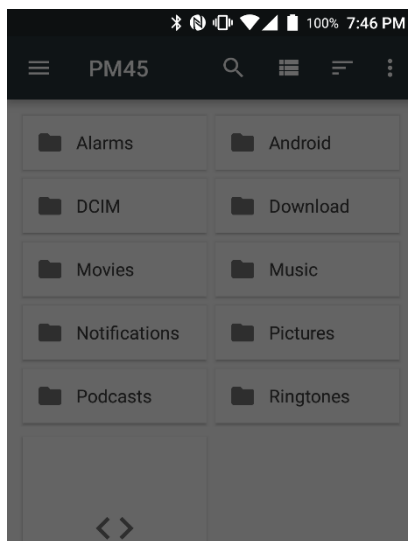 100% 7:46 PM
PM45
Alarms Android
DCIM Download
Movies Music
Notifications Pictures
Podcasts Ringtones